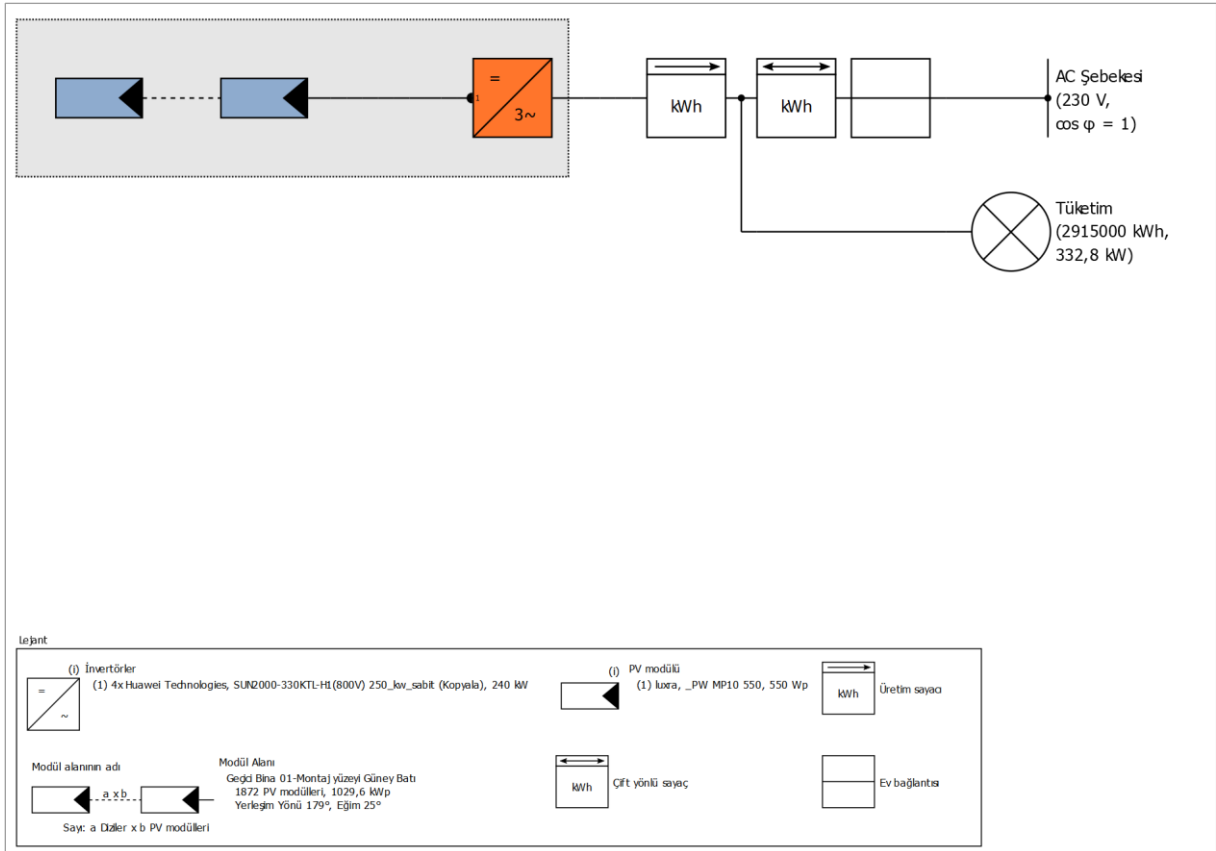 =
3~
1
kWh
kWh
AC Şebekesi
(230 V,
cos φ = 1)
Tüketim
(2915000 kWh,
332,8 kW)
Lejant
(i) İnvertörler
(1) 4x Huawei Technologies, SUN2000-330KTL-H1(800V) 250_kw_sabit (Kopyala), 240 kW
=
~
(i) PV modülü
(1) luxra, _PW MP10 550, 550 Wp
kWh
Üretim sayacı
Modül alanının adı
a x b
Sayı: a Diziler x b PV modülleri
Modül Alanı
Geçici Bina 01-Montaj yüzeyi Güney Batı
1872 PV modülleri, 1029,6 kWp
Yerleşim Yönü 179°, Eğim 25°
kWh
Çift yönlü sayaç
Ev bağlantısı